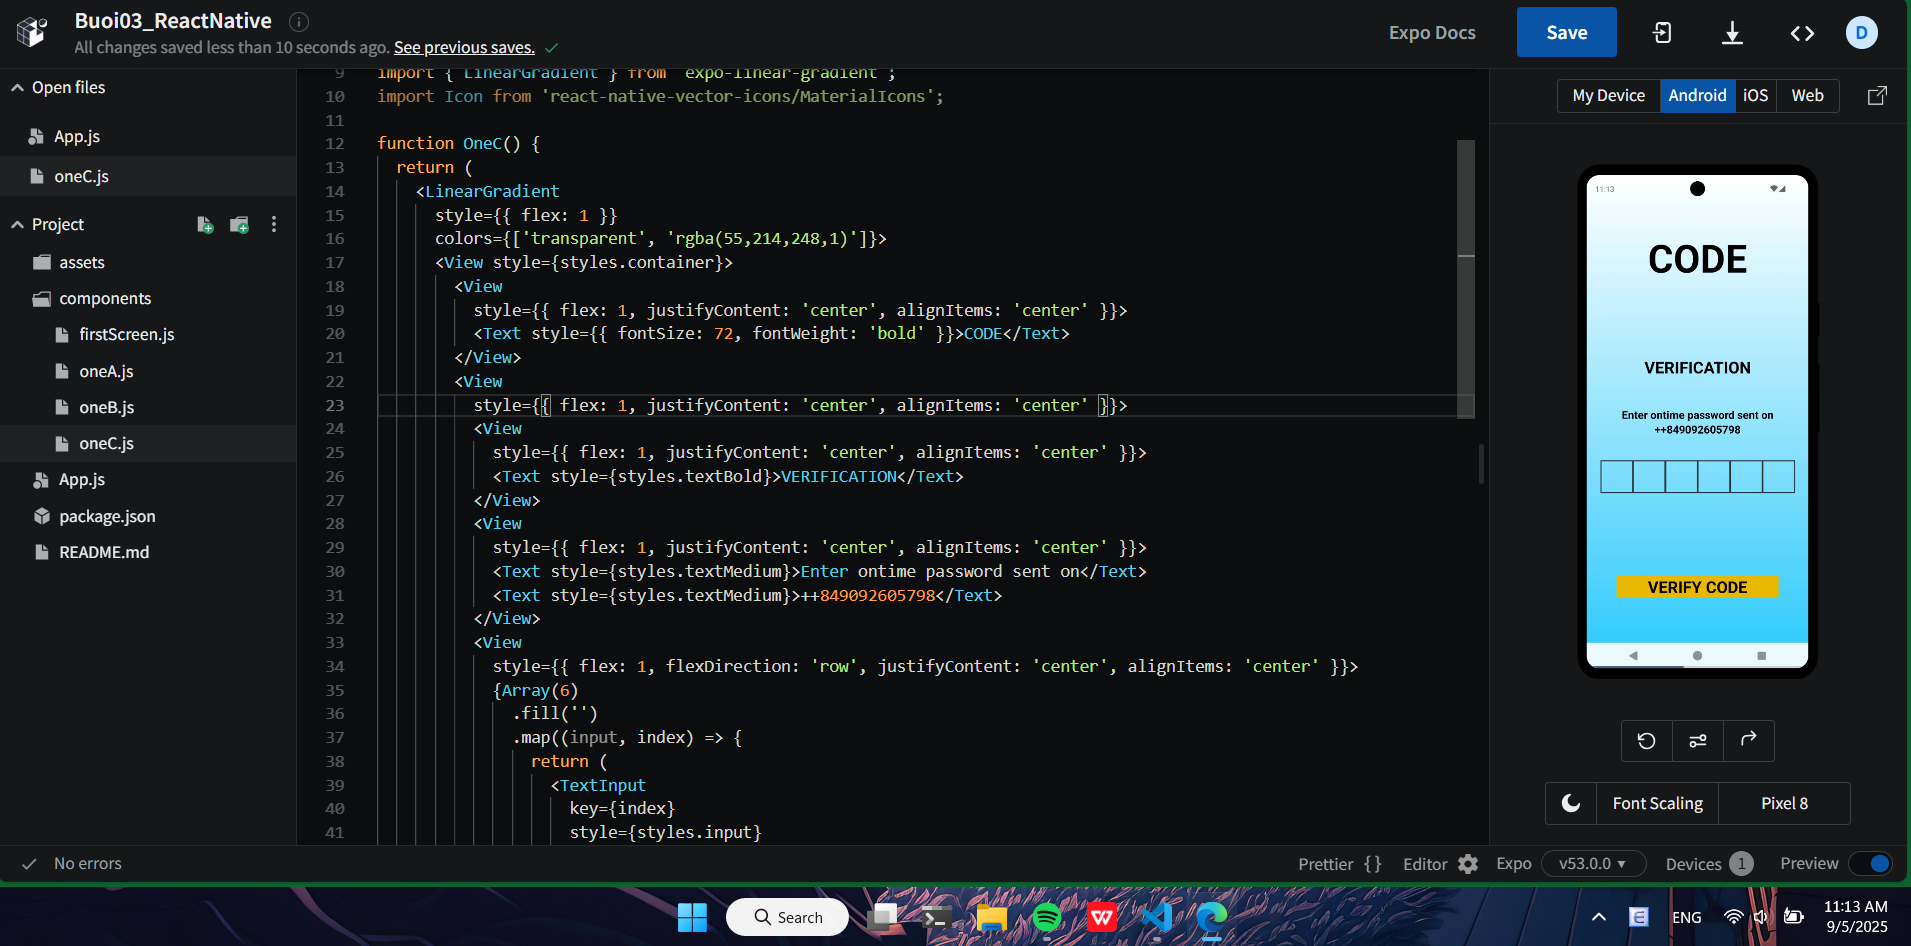 Buoi03_ReactNative
All changes saved less than 10 seconds ago. See previous saves.
Expo Docs
Save
D
Open files
App.js
oneC.js
Project
assets
components
firstScreen.js
oneA.js
oneB.js
oneC.js
App.js
package.json
README.md
9 import { LinearGradient } from 'expo-linear-gradient';
10 import Icon from 'react-native-vector-icons/MaterialIcons';
11
12 function OneC() {
13 return (
14 <LinearGradient
15 style={{ flex: 1 }}
16 colors={['transparent', 'rgba(55,214,248,1)']}>
17 <View style={styles.container}>
18 <View
19 style={{ flex: 1, justifyContent: 'center', alignItems: 'center' }}>
20 <Text style={{ fontSize: 72, fontWeight: 'bold' }}>CODE</Text>
21 </View>
22 <View
23 style={{ flex: 1, justifyContent: 'center', alignItems: 'center' }}>
24 <View
25 style={{ flex: 1, justifyContent: 'center', alignItems: 'center' }}>
26 <Text style={styles.textBold}>VERIFICATION</Text>
27 </View>
28 <View
29 style={{ flex: 1, justifyContent: 'center', alignItems: 'center' }}>
30 <Text style={styles.textMedium}>Enter ontime password sent on</Text>
31 <Text style={styles.textMedium}>++849092605798</Text>
32 </View>
33 <View
34 style={{ flex: 1, flexDirection: 'row', justifyContent: 'center', alignItems: 'center' }}>
35 {Array(6)
36 .fill('')
37 .map((input, index) => {
38 return (
39 <TextInput
40 key={index}
41 style={styles.input}
My Device
Android
iOS
Web
11:13
CODE
VERIFICATION
Enter ontime password sent on
++849092605798
VERIFY CODE
Font Scaling
Pixel 8
No errors
Prettier {}
Editor
Expo
v53.0.0
Devices 1
Preview
Search
ENG
11:13 AM
9/5/2025